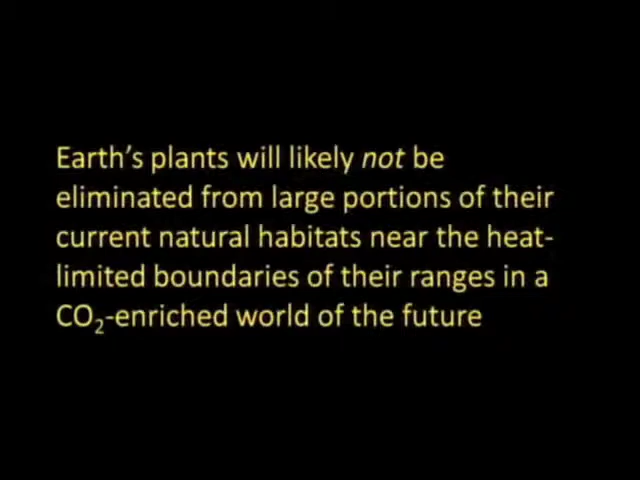 Earth's plants will likely not be
eliminated from large portions of their
current natural habitats near the heat-
limited boundaries of their ranges in a
CO₂-enriched world of the future